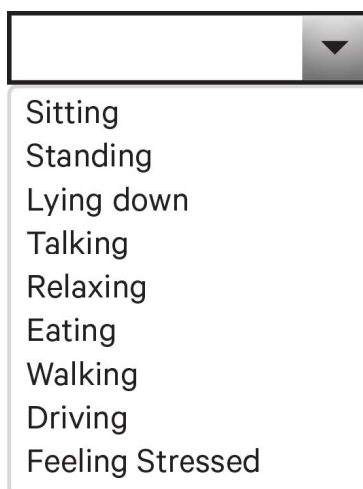 Sitting
Standing
Lying down
Talking
Relaxing
Eating
Walking
Driving
Feeling Stressed